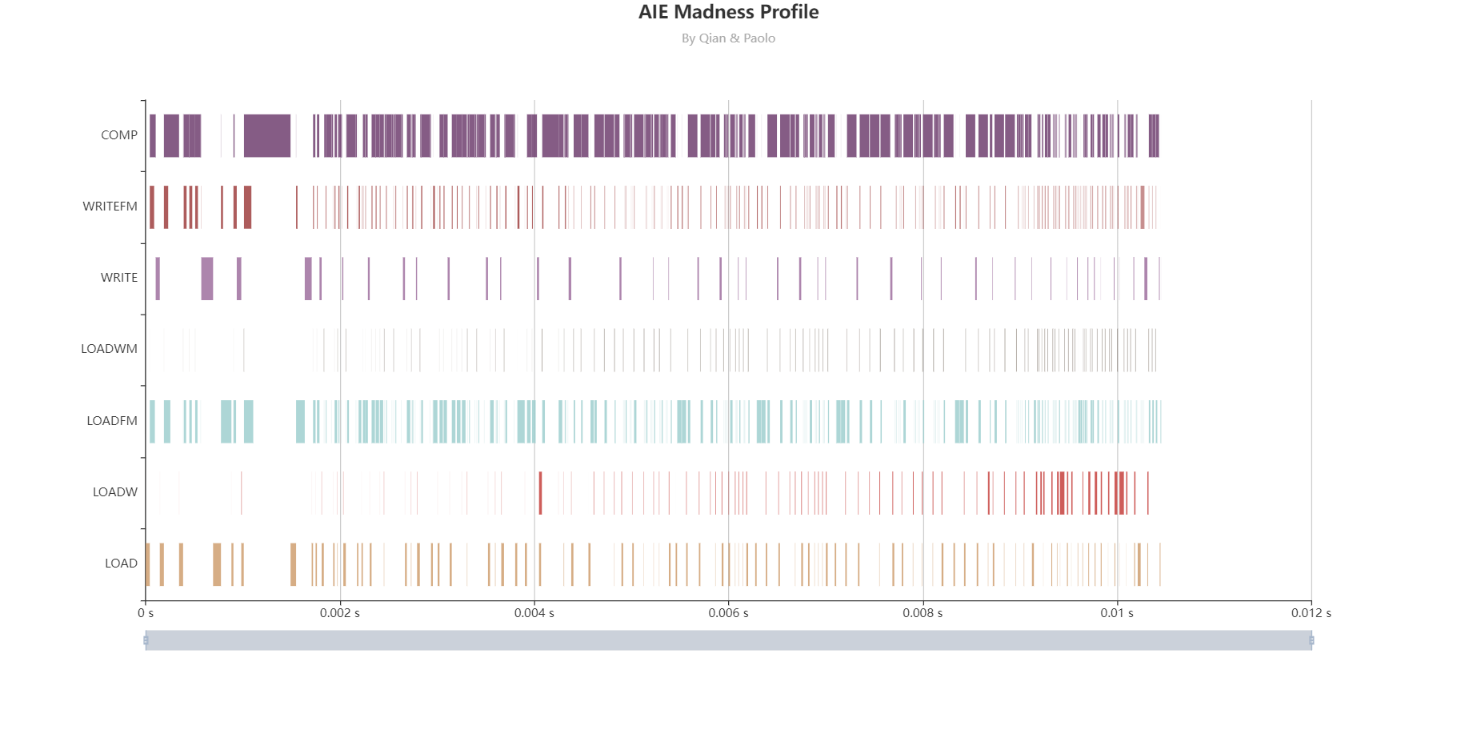 AIE Madness Profile
By Qian & Paolo
COMP
WRITEFM
WRITE
LOADWM
LOADFM
LOADW
LOAD
0 s
0.002 s
0.004 s
0.006 s
0.008 s
0.01 s
0.012 s